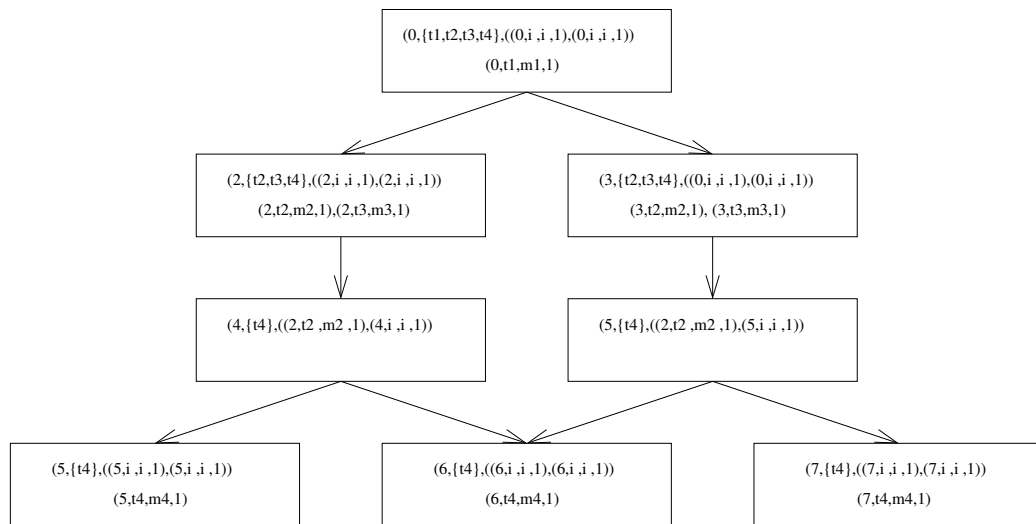 (0,{t1,t2,t3,t4},((0,i ,i ,1),(0,i ,i ,1))
(0,t1,m1,1)
(2,{t2,t3,t4},((2,i ,i ,1),(2,i ,i ,1))
(2,t2,m2,1),(2,t3,m3,1)
(3,{t2,t3,t4},((0,i ,i ,1),(0,i ,i ,1))
(3,t2,m2,1), (3,t3,m3,1)
(4,{t4},((2,t2 ,m2 ,1),(4,i ,i ,1))
(5,{t4},((2,t2 ,m2 ,1),(5,i ,i ,1))
(5,{t4},((5,i ,i ,1),(5,i ,i ,1))
(5,t4,m4,1)
(6,{t4},((6,i ,i ,1),(6,i ,i ,1))
(6,t4,m4,1)
(7,{t4},((7,i ,i ,1),(7,i ,i ,1))
(7,t4,m4,1)